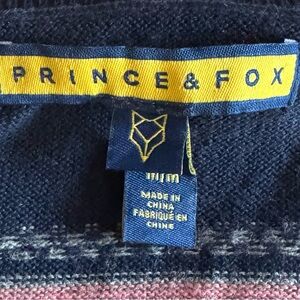 PRINCE & FOX
M/M
MADE IN
CHINA
FABRIQUÉ EN
CHINE